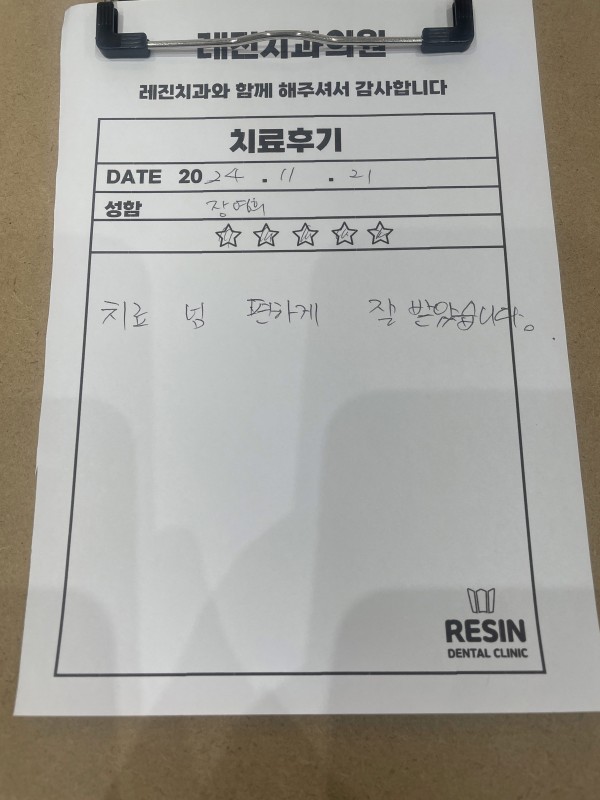 레진치과의원
레진치과와 함께 해주셔서 감사합니다
치료후기
DATE 2024 . 11 . 21
성함 장영희
치료 넘 편하게 잘 받았습니다.
RESIN
DENTAL CLINIC